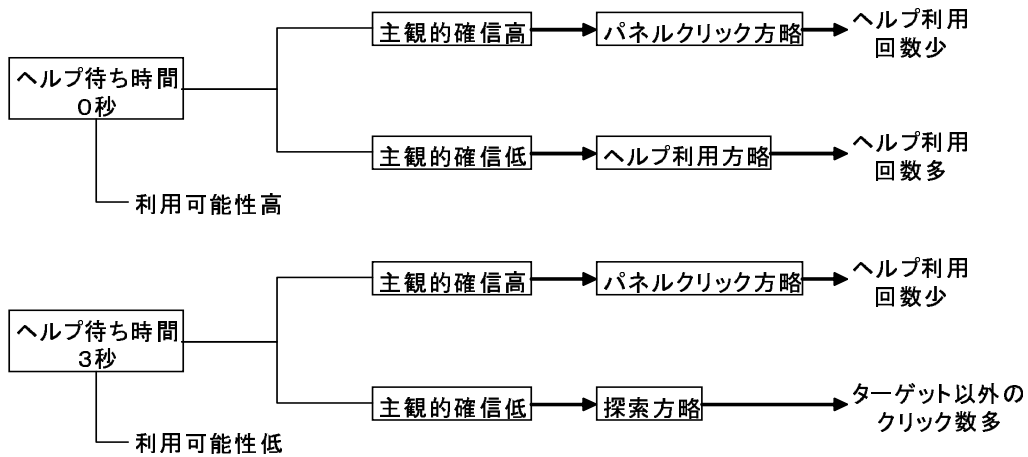 ヘルプ待ち時間
0秒
利用可能性高
主観的確信高
パネルクリック方略
ヘルプ利用
回数少
主観的確信低
ヘルプ利用方略
ヘルプ利用
回数多
ヘルプ待ち時間
3秒
利用可能性低
主観的確信高
パネルクリック方略
ヘルプ利用
回数少
主観的確信低
探索方略
ターゲット以外の
クリック数多